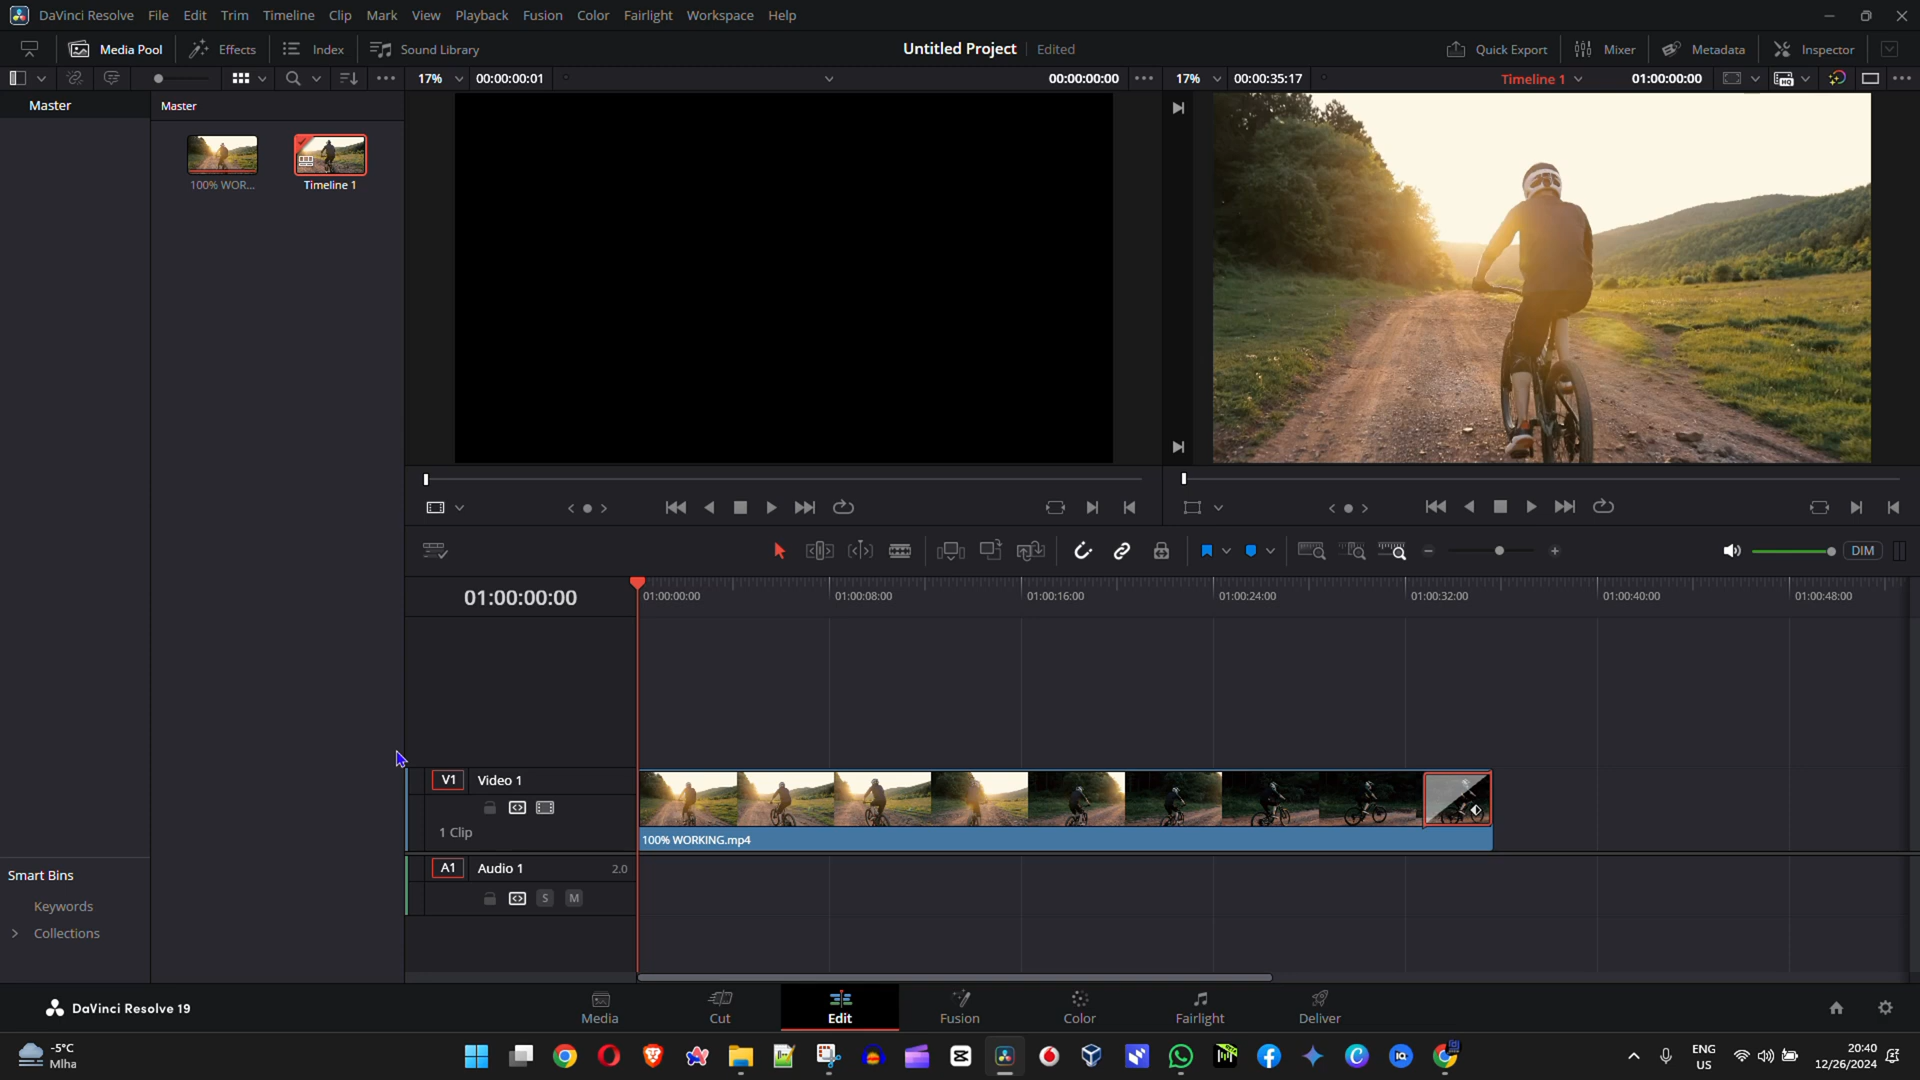 DaVinci Resolve File Edit Trim Timeline Clip Mark View Playback Fusion Color Fairlight Workspace Help
Media Pool Effects Index Sound Library Untitled Project Edited Quick Export Mixer Metadata Inspector
17% 00:00:00:01 00:00:00:00 17% 00:00:35:17 Timeline 1 01:00:00:00
Master Master
100% WOR... Timeline 1
DIM
01:00:00:00 01:00:00:00 01:00:08:00 01:00:16:00 01:00:24:00 01:00:32:00 01:00:40:00 01:00:48:00
V1 Video 1
1 Clip
100% WORKING.mp4
A1 Audio 1 2.0
S M
Smart Bins
Keywords
Collections
DaVinci Resolve 19
Media Cut Edit Fusion Color Fairlight Deliver
-5°C
Mlha
ENG
US
20:40
12/26/2024